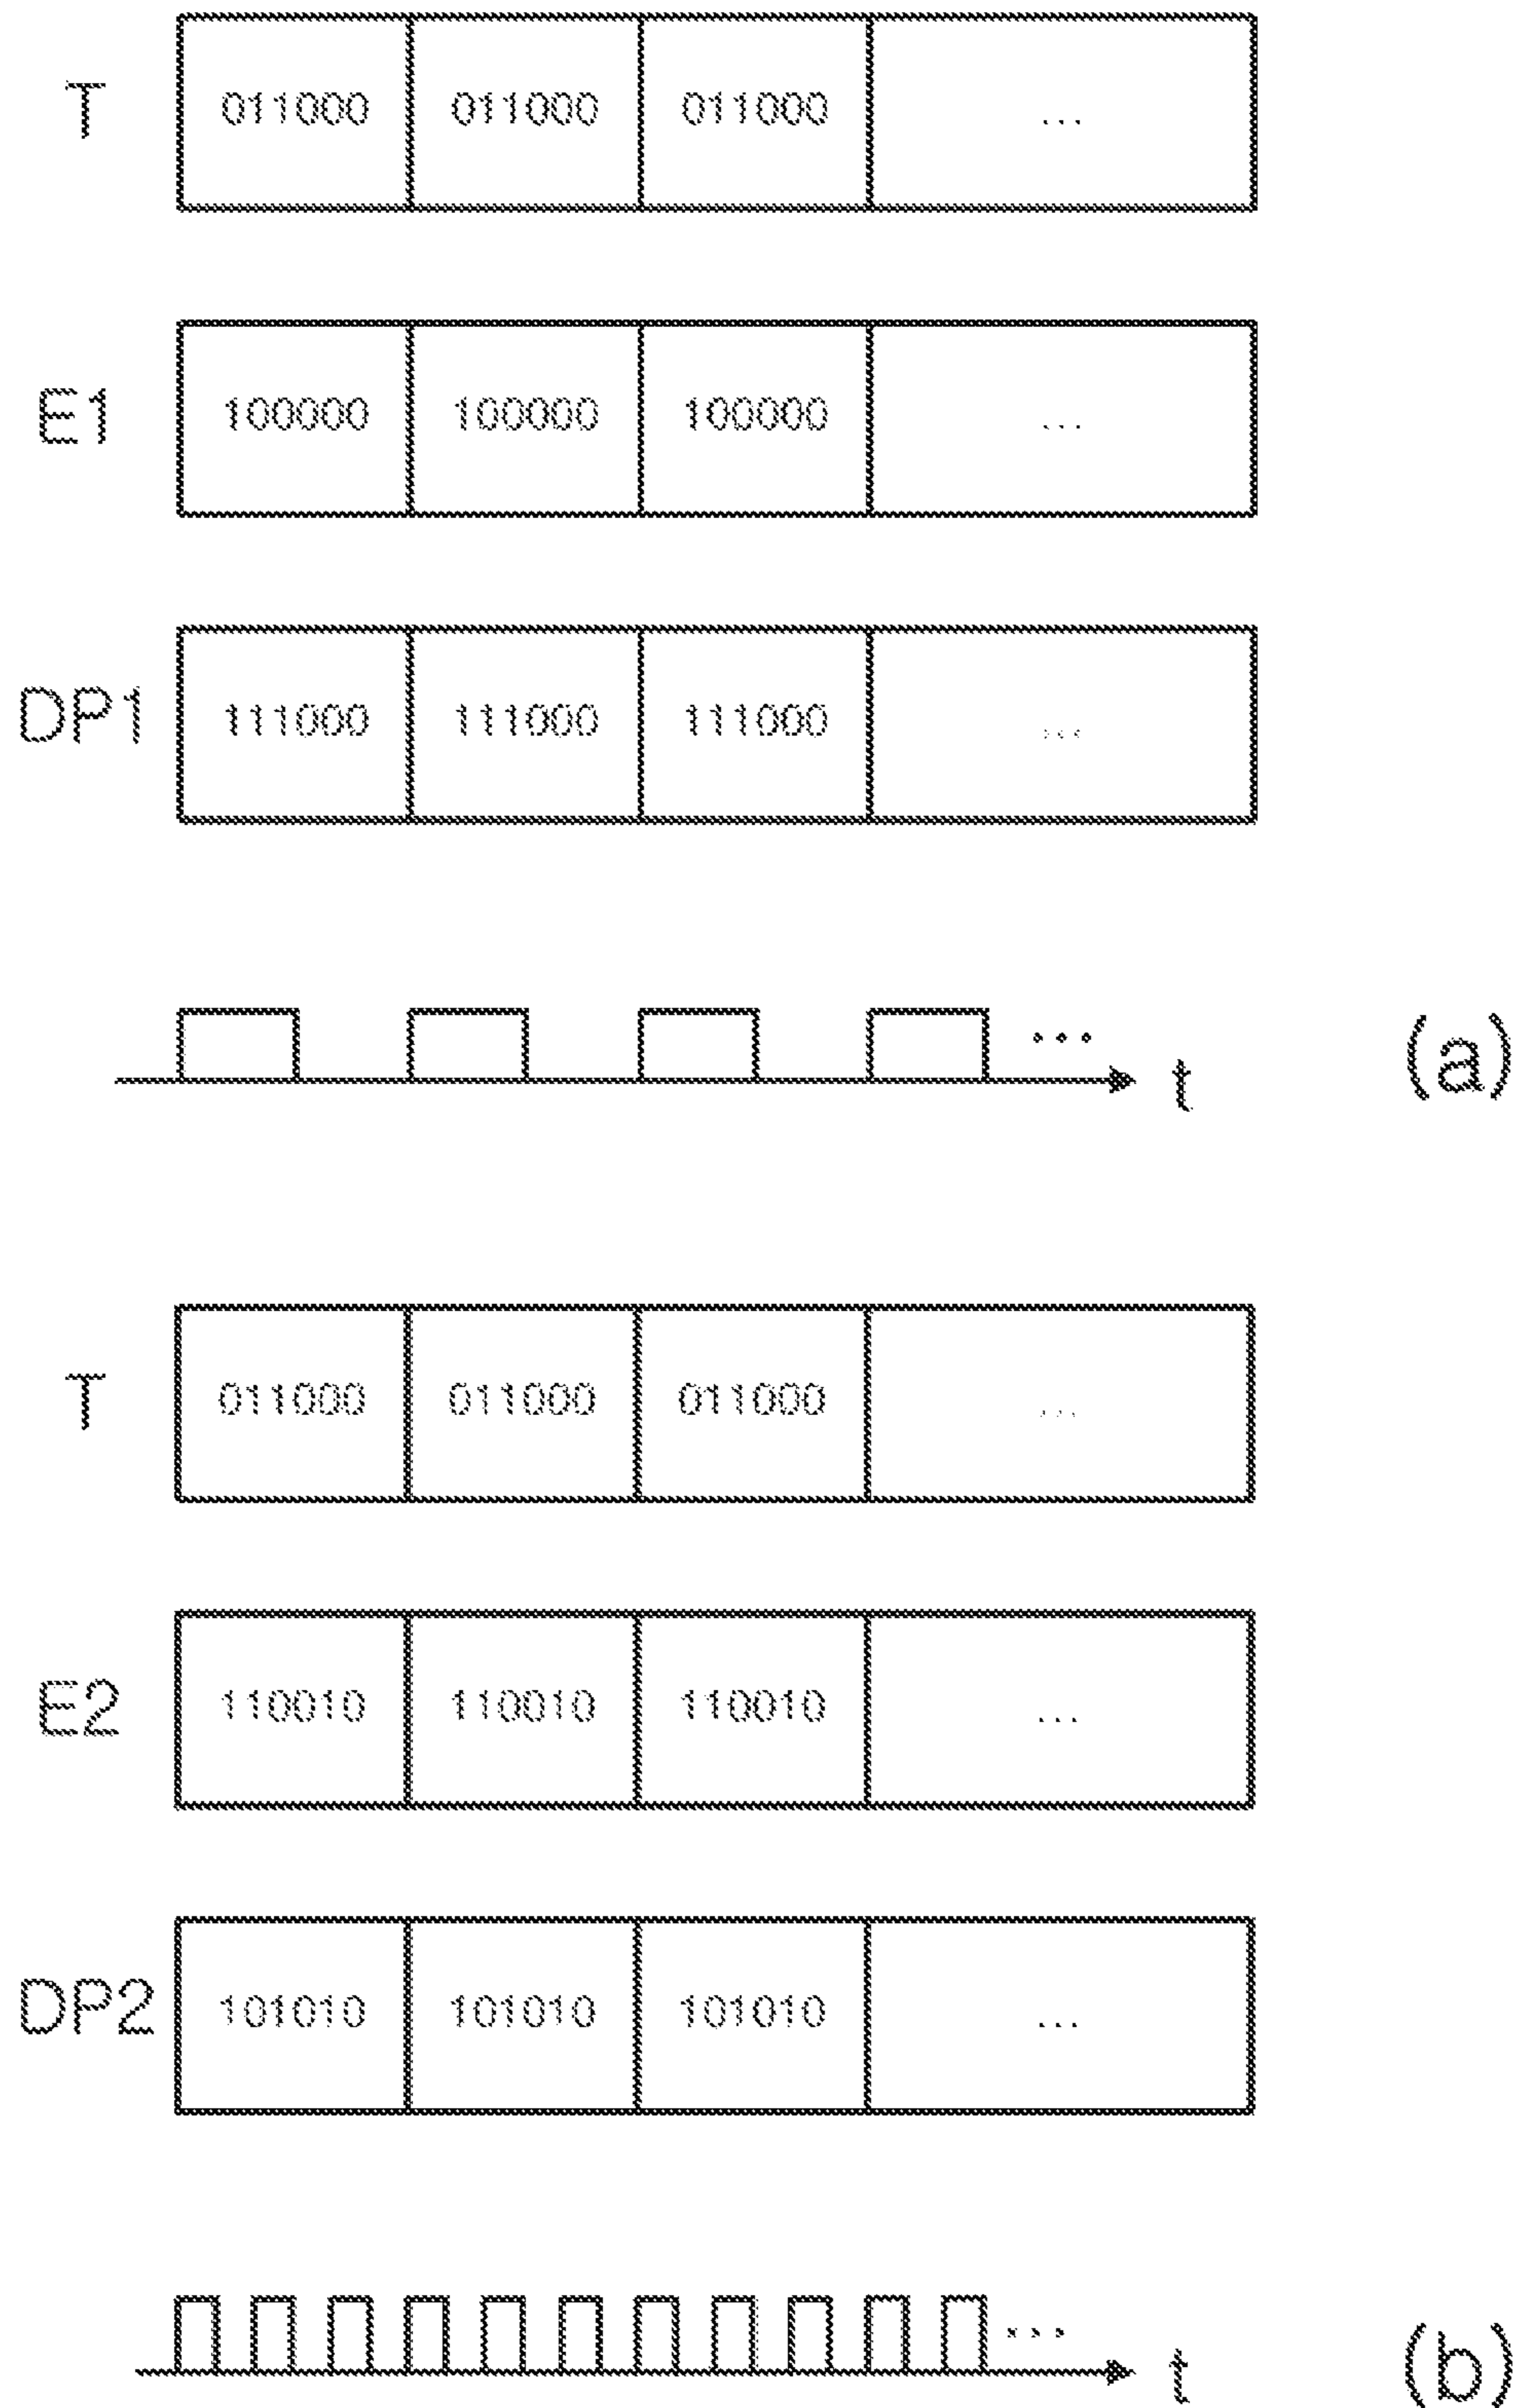 T 011000 011000 011000 ...
E1 100000 100000 100000 ...
DP1 111000 111000 111000 ...
...
t (a)
T 011000 011000 011000 ...
E2 110010 110010 110010 ...
DP2 101010 101010 101010 ...
...
t (b)